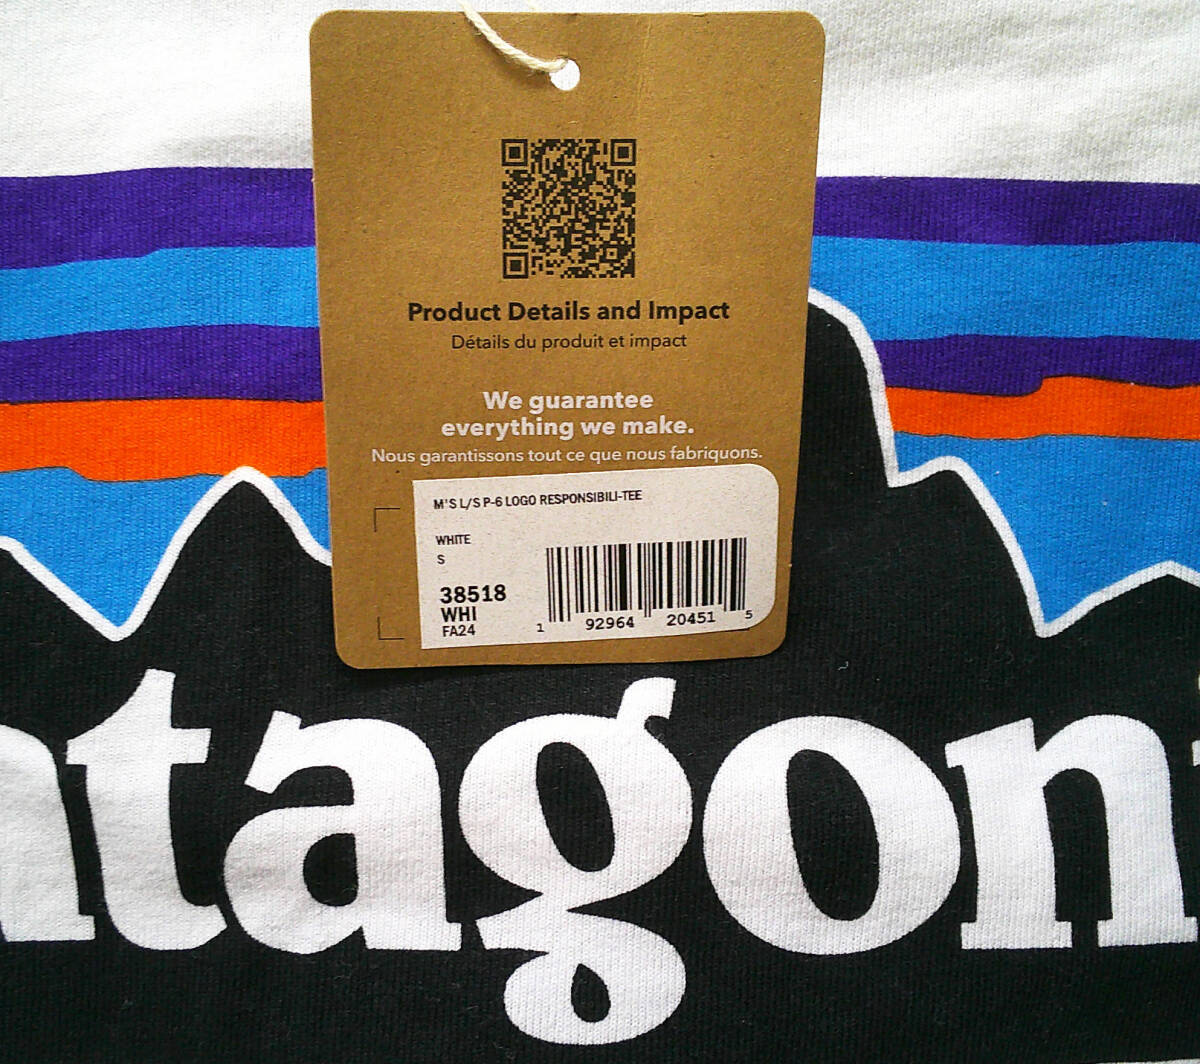 Product Details and Impact
Détails du produit et impact
We guarantee
everything we make.
Nous garantissons tout ce que nous fabriquons.
M'S L/S P-6 LOGO RESPONSIBILI-TEE
WHITE
S
38518
WHI
FA24
1 92964 20451 5
atagoni